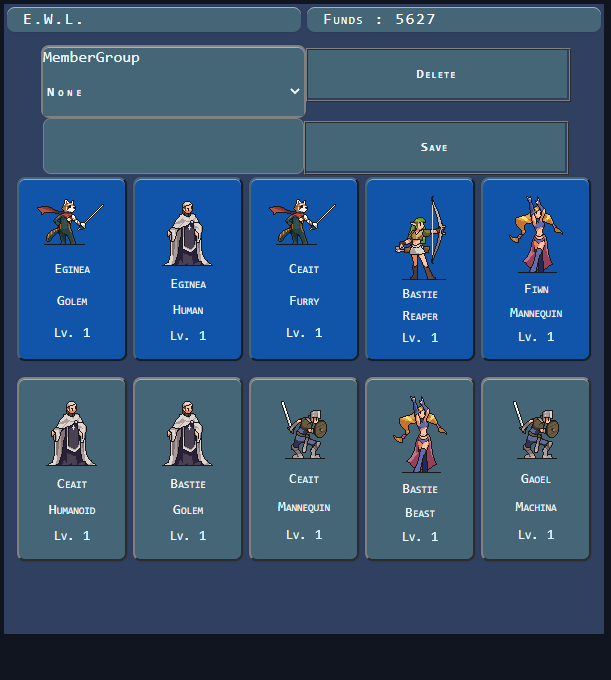 E.W.L.
Funds : 5627
MemberGroup
None
Delete
Save
Eginea
Golem
Lv. 1
Eginea
Human
Lv. 1
Ceait
Furry
Lv. 1
Bastie
Reaper
Lv. 1
Fiwn
Mannequin
Lv. 1
Ceait
Humanoid
Lv. 1
Bastie
Golem
Lv. 1
Ceait
Mannequin
Lv. 1
Bastie
Beast
Lv. 1
Gaoel
Machina
Lv. 1